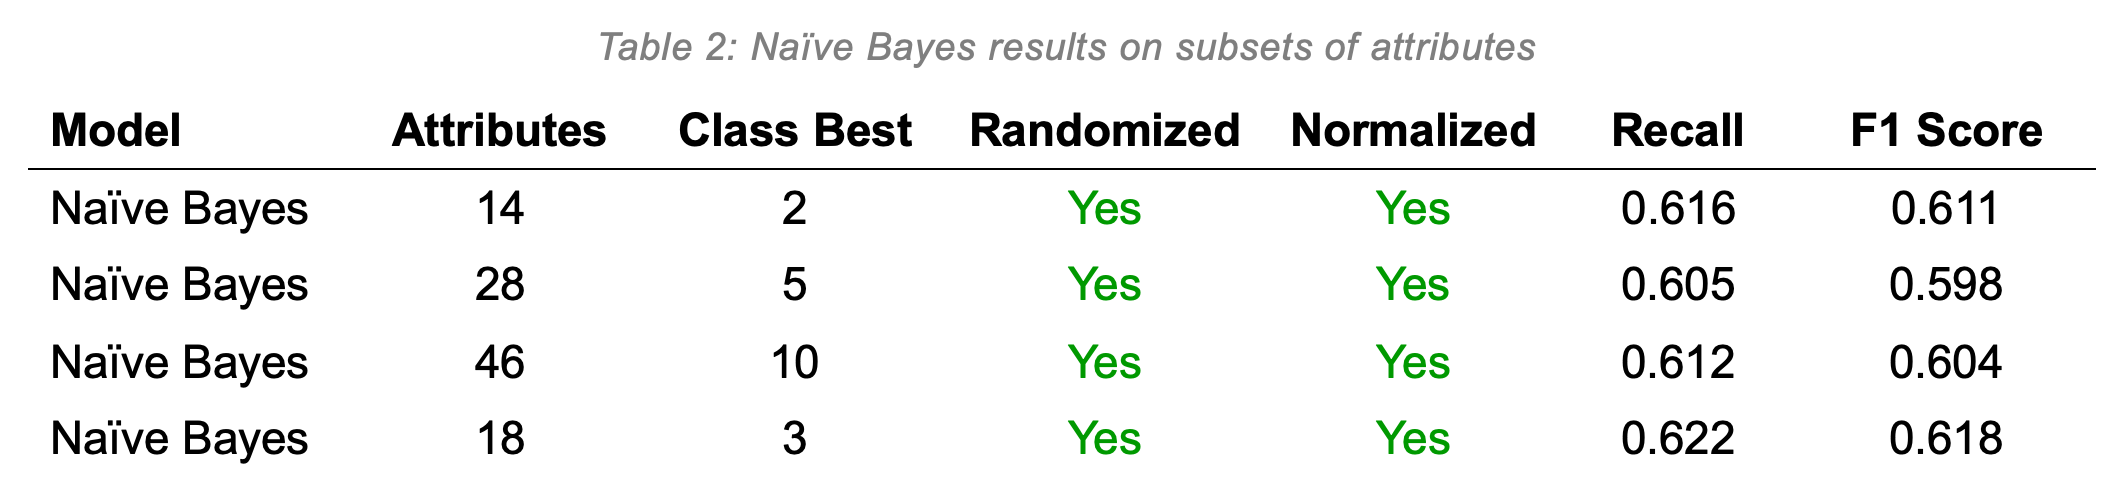 Table 2: Naïve Bayes results on subsets of attributes
Model Attributes Class Best Randomized Normalized Recall F1 Score
Naïve Bayes 14 2 Yes Yes 0.616 0.611
Naïve Bayes 28 5 Yes Yes 0.605 0.598
Naïve Bayes 46 10 Yes Yes 0.612 0.604
Naïve Bayes 18 3 Yes Yes 0.622 0.618